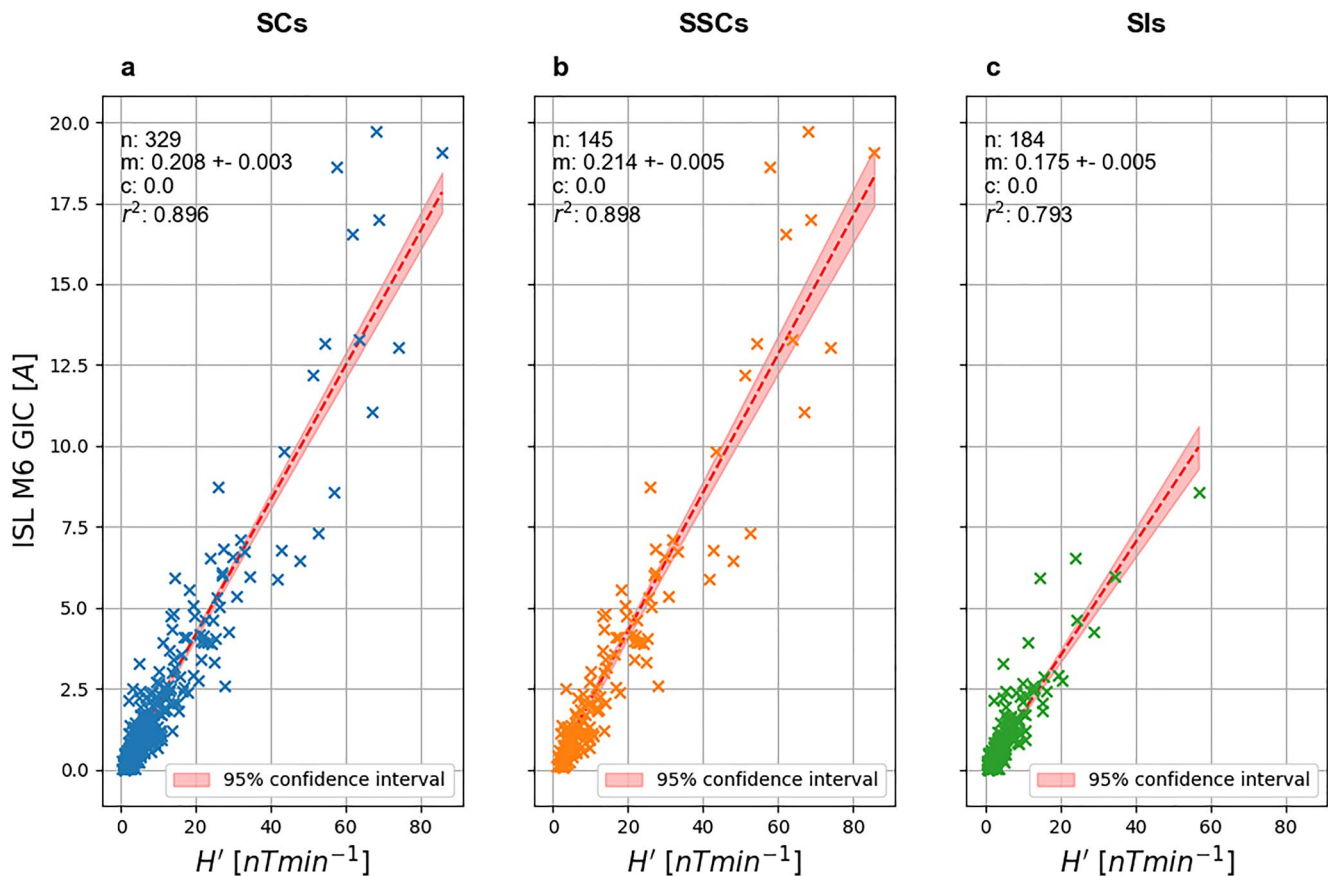 SCs
SSCs
SIs
a
b
c
n: 329
m: 0.208 +- 0.003
c: 0.0
r²: 0.896
n: 145
m: 0.214 +- 0.005
c: 0.0
r²: 0.898
n: 184
m: 0.175 +- 0.005
c: 0.0
r²: 0.793
ISL M6 GIC [A]
20.0
17.5
15.0
12.5
10.0
7.5
5.0
2.5
0.0
95% confidence interval
95% confidence interval
95% confidence interval
0 20 40 60 80
0 20 40 60 80
0 20 40 60 80
H′ [nTmin⁻¹]
H′ [nTmin⁻¹]
H′ [nTmin⁻¹]